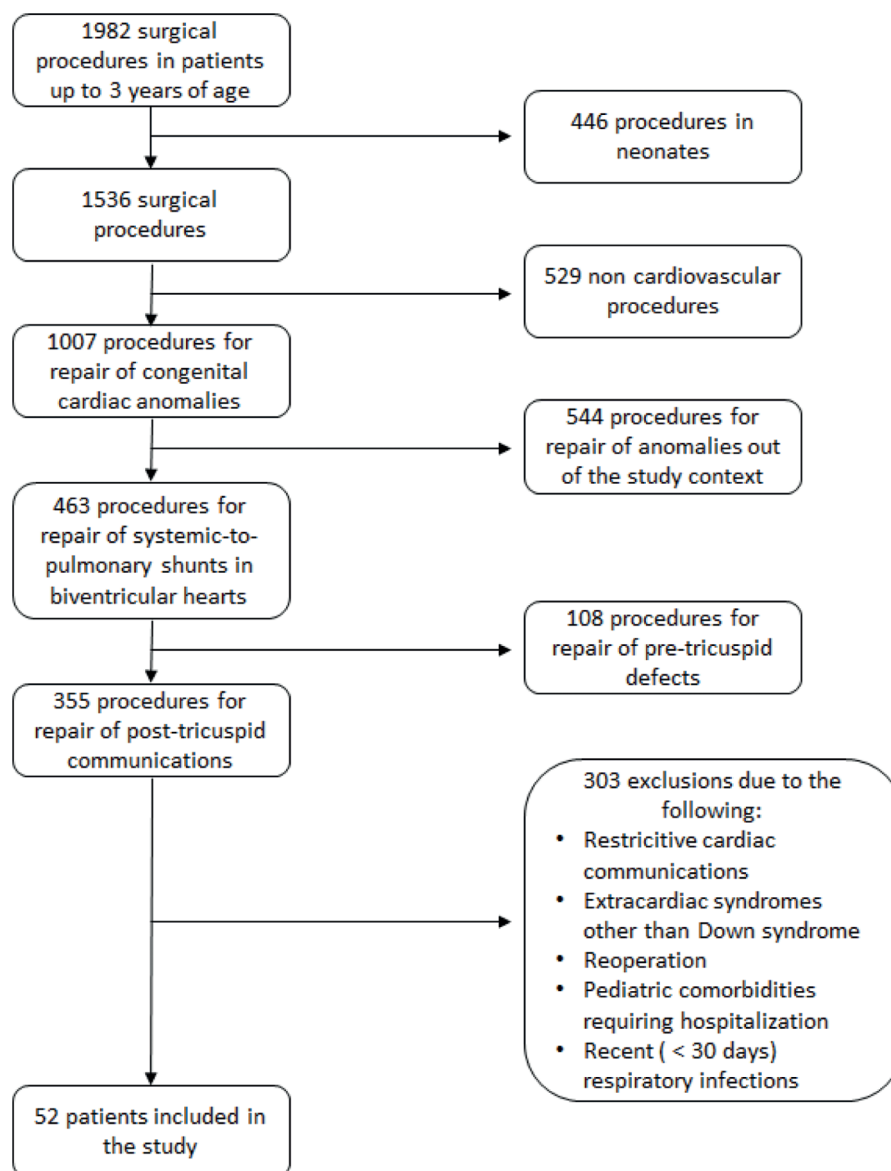 1982 surgical
procedures in patients
up to 3 years of age
446 procedures in
neonates
1536 surgical
procedures
529 non cardiovascular
procedures
1007 procedures for
repair of congenital
cardiac anomalies
544 procedures for
repair of anomalies out
of the study context
463 procedures for
repair of systemic-to-
pulmonary shunts in
biventricular hearts
108 procedures for
repair of pre-tricuspid
defects
355 procedures for
repair of post-tricuspid
communications
303 exclusions due to the
following:
• Restricitive cardiac
communications
• Extracardiac syndromes
other than Down syndrome
• Reoperation
• Pediatric comorbidities
requiring hospitalization
• Recent ( < 30 days)
respiratory infections
52 patients included in
the study